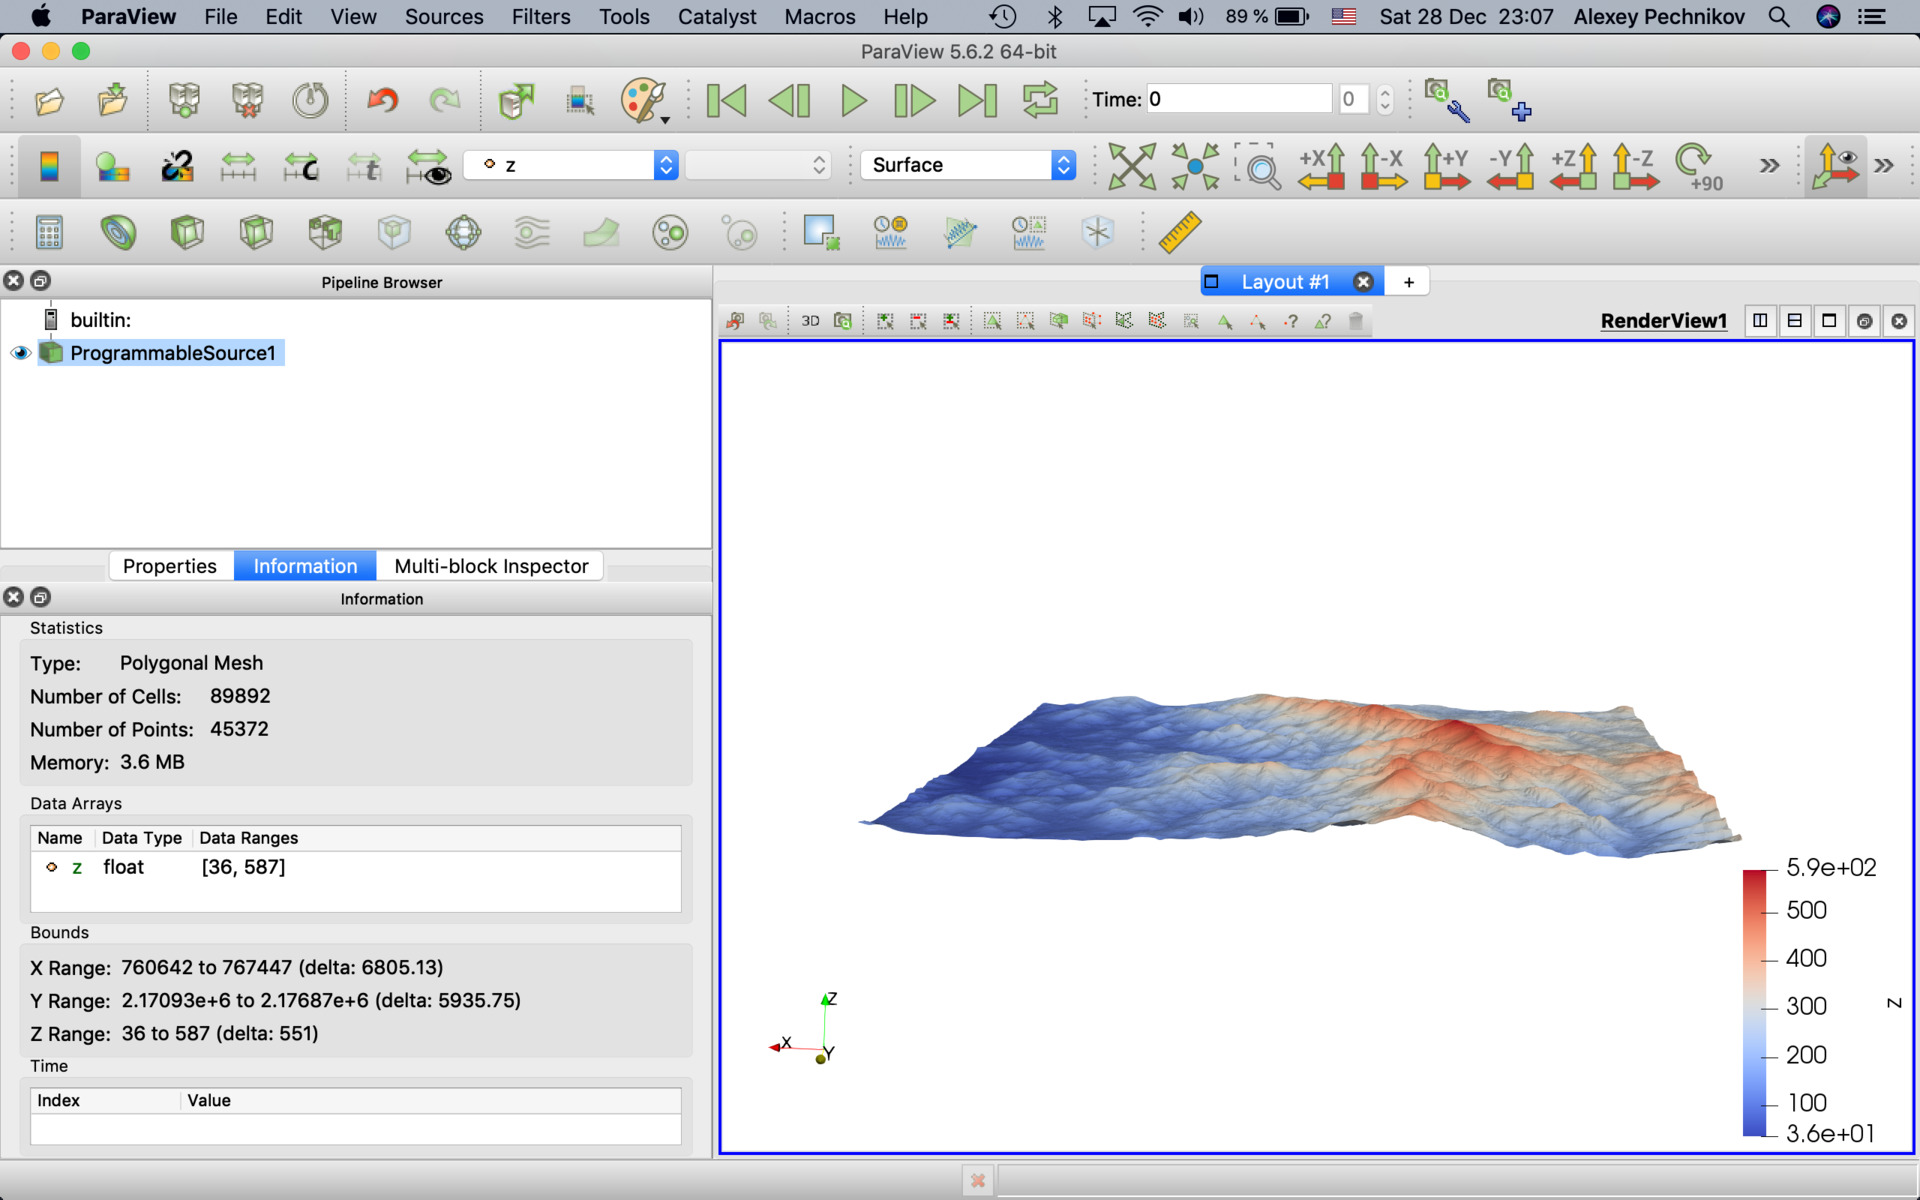 ParaView File Edit View Sources Filters Tools Catalyst Macros Help 89 % Sat 28 Dec 23:07 Alexey Pechnikov
ParaView 5.6.2 64-bit
Time: 0 0
z Surface +X -X +Y -Y +Z -Z +90
Pipeline Browser
Layout #1 +
builtin:
ProgrammableSource1
3D RenderView1
Properties Information Multi-block Inspector
Information
Statistics
Type: Polygonal Mesh
Number of Cells: 89892
Number of Points: 45372
Memory: 3.6 MB
Data Arrays
Name Data Type Data Ranges
z float [36, 587]
Bounds
X Range: 760642 to 767447 (delta: 6805.13)
Y Range: 2.17093e+6 to 2.17687e+6 (delta: 5935.75)
Z Range: 36 to 587 (delta: 551)
Time
Index Value
Z
X
Y
5.9e+02
500
400
300
200
100
3.6e+01
z